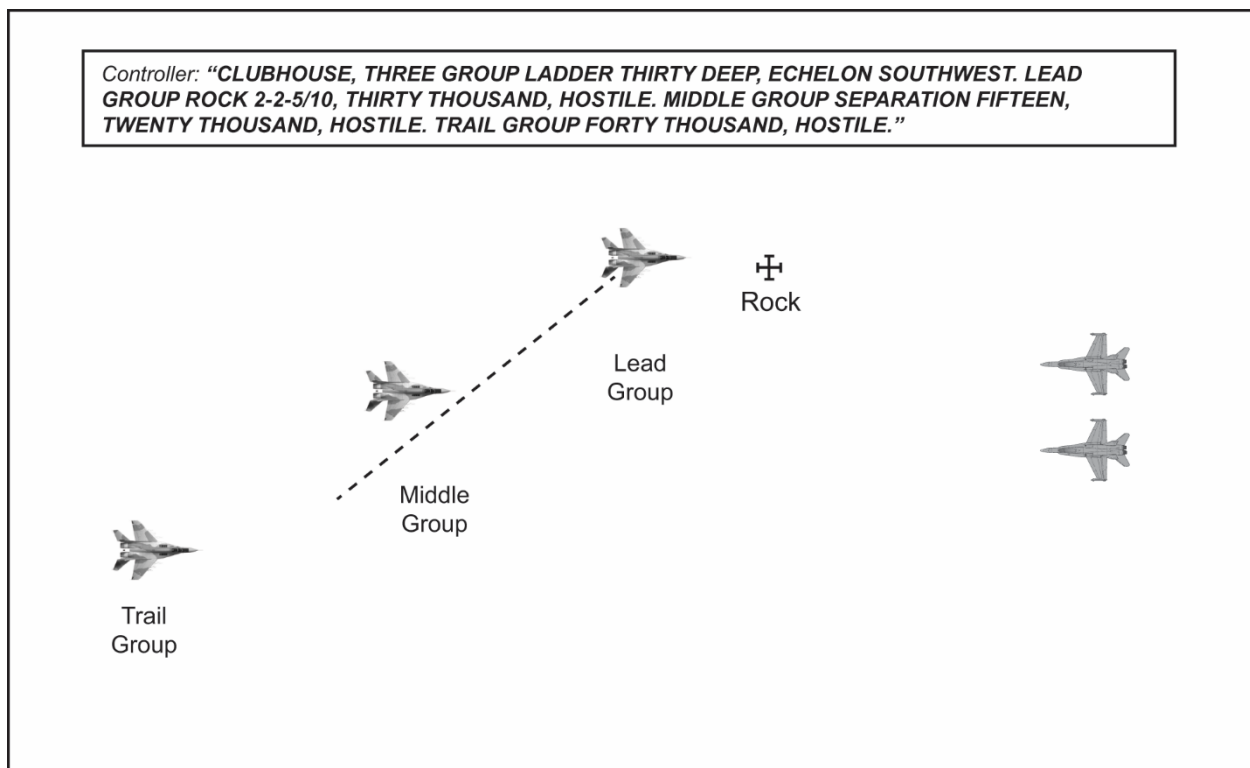 Controller: “CLUBHOUSE, THREE GROUP LADDER THIRTY DEEP, ECHELON SOUTHWEST. LEAD
GROUP ROCK 2-2-5/10, THIRTY THOUSAND, HOSTILE. MIDDLE GROUP SEPARATION FIFTEEN,
TWENTY THOUSAND, HOSTILE. TRAIL GROUP FORTY THOUSAND, HOSTILE.”
Rock
Lead
Group
Middle
Group
Trail
Group